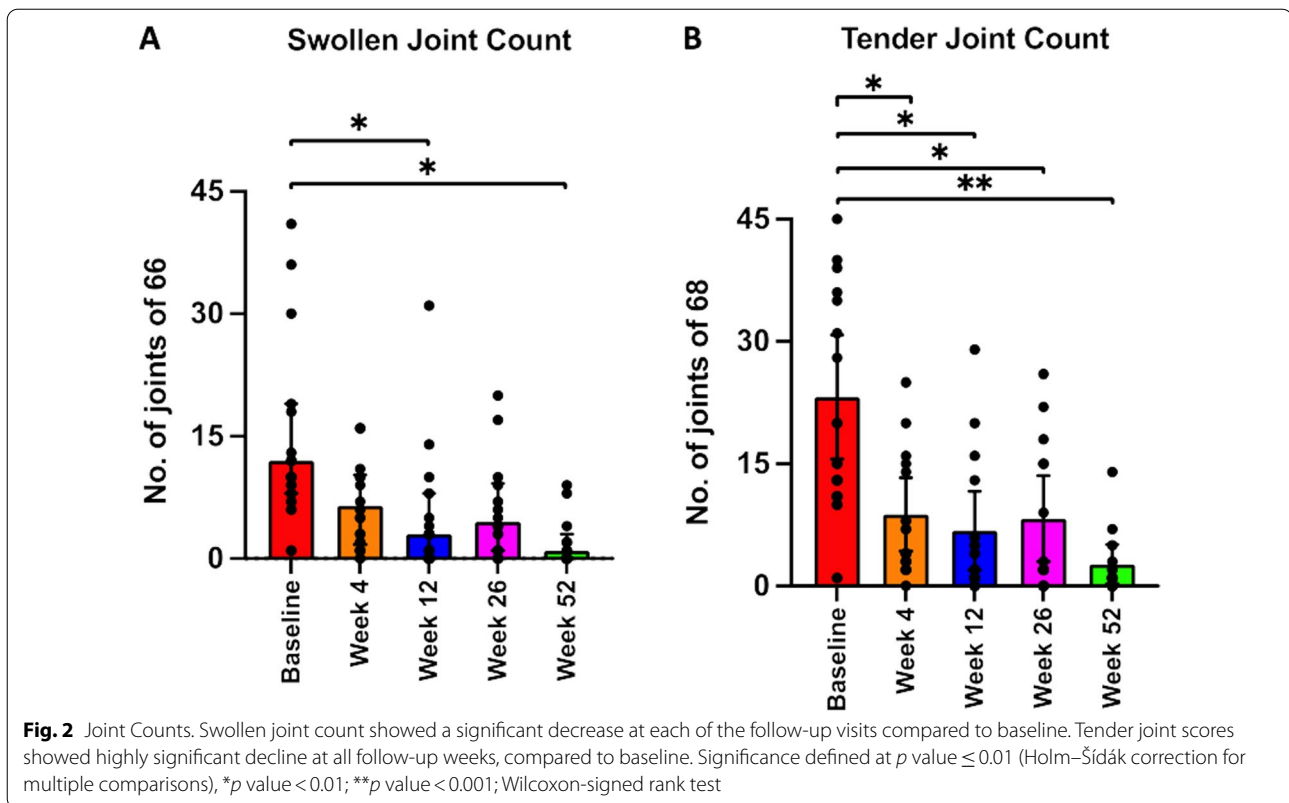 A Swollen Joint Count
*
*
No. of joints of 66
45
30
15
0
Baseline
Week 4
Week 12
Week 26
Week 52
B Tender Joint Count
*
*
*
**
No. of joints of 68
45
30
15
0
Baseline
Week 4
Week 12
Week 26
Week 52
Fig. 2 Joint Counts. Swollen joint count showed a significant decrease at each of the follow-up visits compared to baseline. Tender joint scores
showed highly significant decline at all follow-up weeks, compared to baseline. Significance defined at p value ≤ 0.01 (Holm–Šídák correction for
multiple comparisons), *p value < 0.01; **p value < 0.001; Wilcoxon-signed rank test